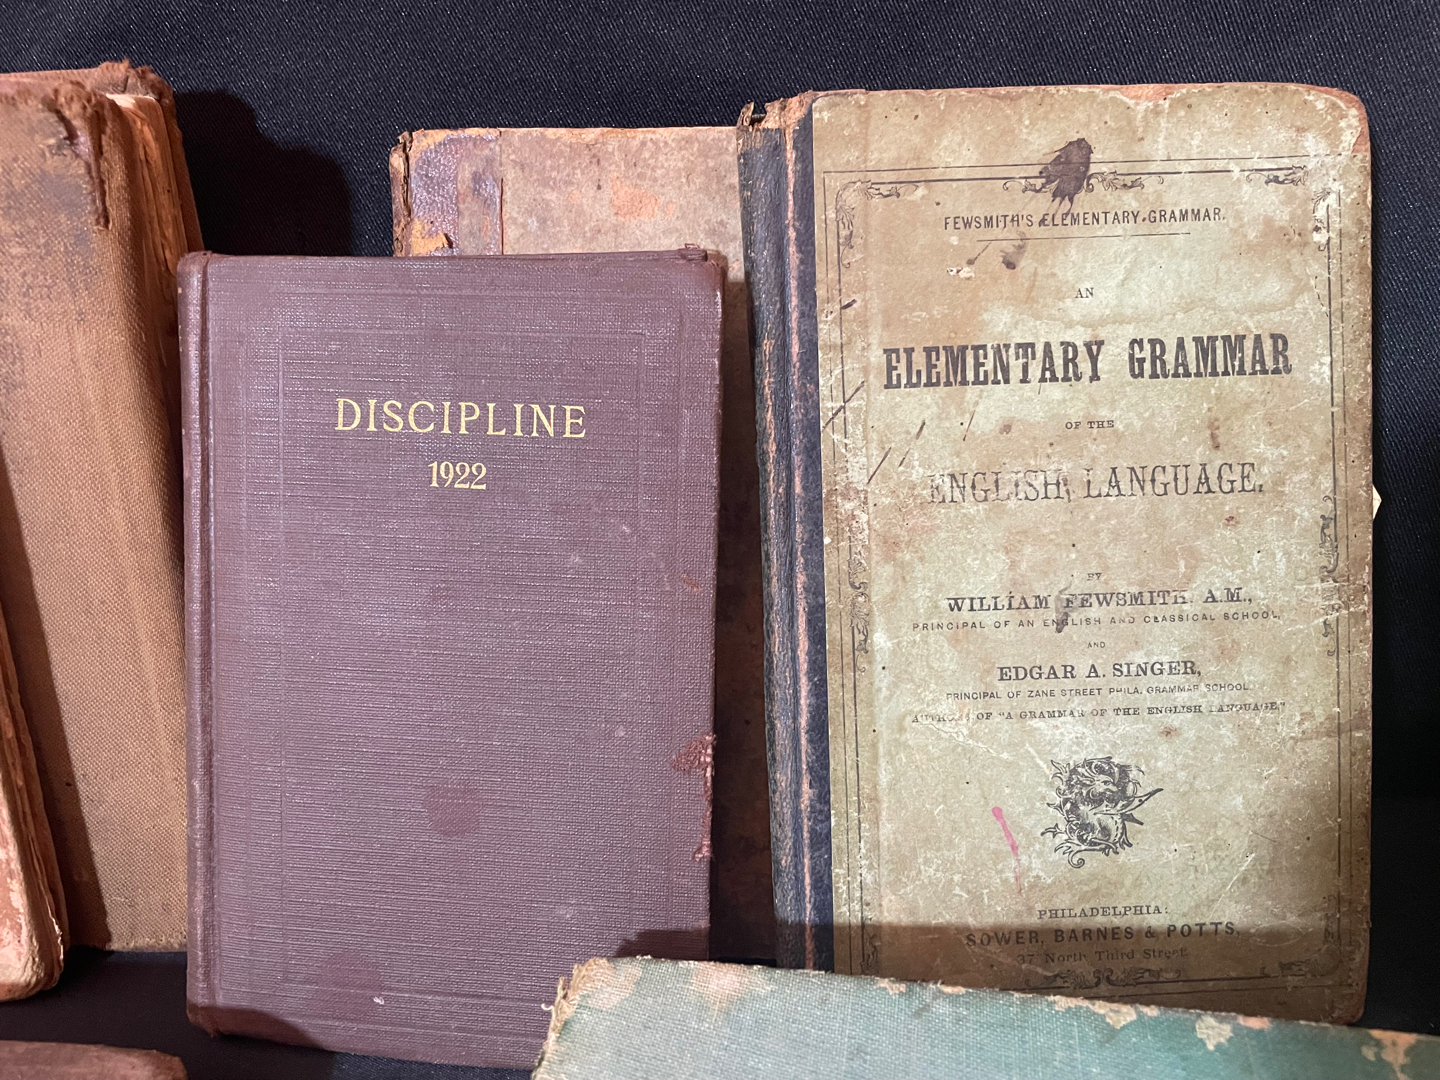 DISCIPLINE
1922
FEWSMITH'S ELEMENTARY GRAMMAR.
AN
ELEMENTARY GRAMMAR
OF THE
ENGLISH LANGUAGE.
BY
WILLIAM FEWSMITH, A.M.,
PRINCIPAL OF AN ENGLISH AND CLASSICAL SCHOOL,
AND
EDGAR A. SINGER,
PRINCIPAL OF ZANE STREET PHILA. GRAMMAR SCHOOL
AUTHORS OF "A GRAMMAR OF THE ENGLISH LANGUAGE"
PHILADELPHIA:
SOWER, BARNES & POTTS,
37 North Third Street.